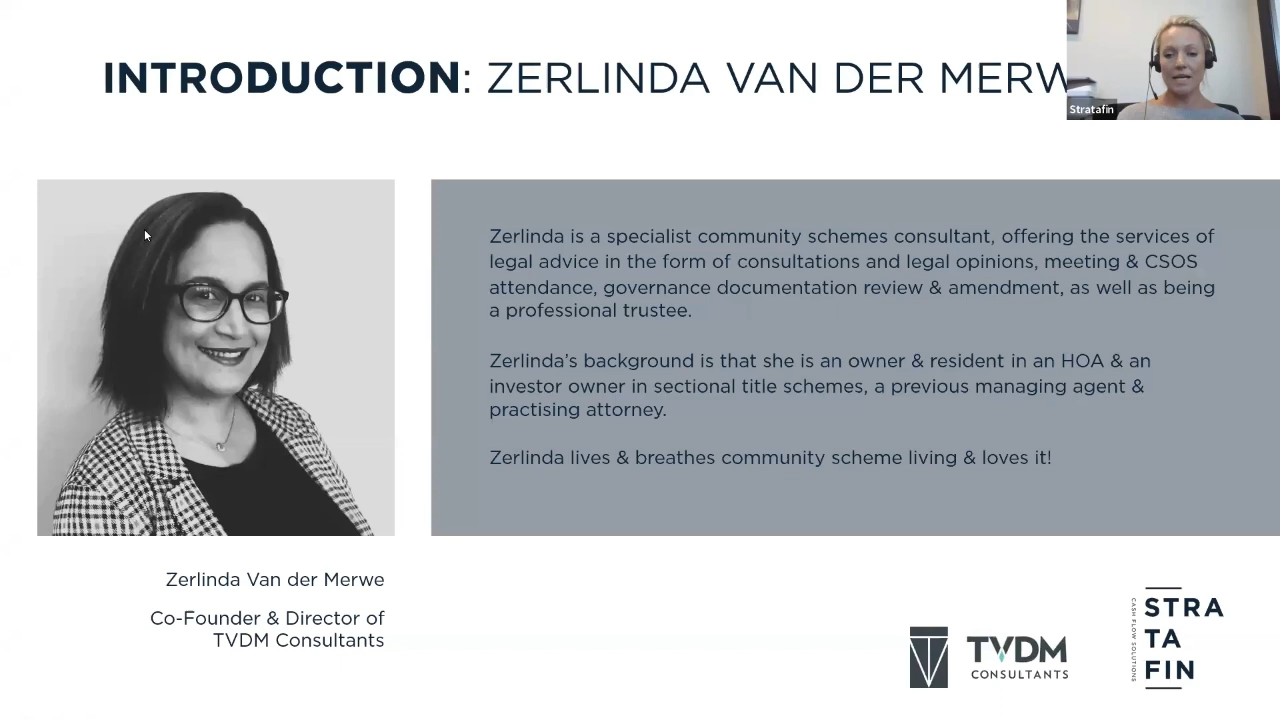 INTRODUCTION: ZERLINDA VAN DER MERW
Stratafin
Zerlinda is a specialist community schemes consultant, offering the services of
legal advice in the form of consultations and legal opinions, meeting & CSOS
attendance, governance documentation review & amendment, as well as being
a professional trustee.
Zerlinda’s background is that she is an owner & resident in an HOA & an
investor owner in sectional title schemes, a previous managing agent &
practising attorney.
Zerlinda lives & breathes community scheme living & loves it!
Zerlinda Van der Merwe
Co-Founder & Director of
TVDM Consultants
TVDM
CONSULTANTS
CASH FLOW SOLUTIONS
STRA
TA
FIN